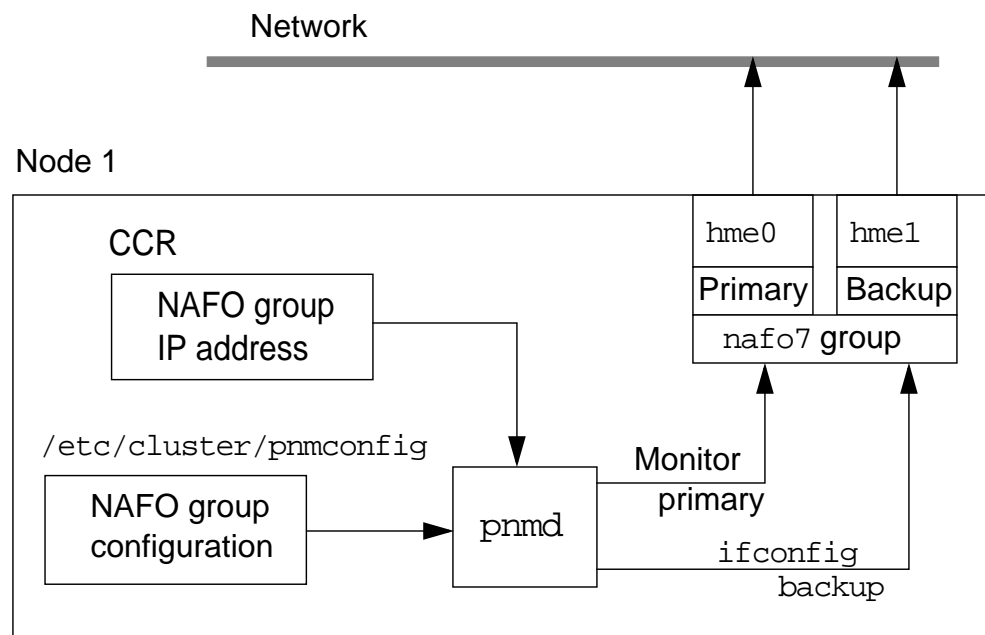 Network
Node 1
hme0
hme1
CCR
Primary
Backup
NAFO group
IP address
nafo7 group
/etc/cluster/pnmconfig
Monitor
primary
NAFO group
configuration
pnmd
ifconfig
backup